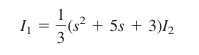 I₁ = 1/3 (s² + 5s + 3)I₂